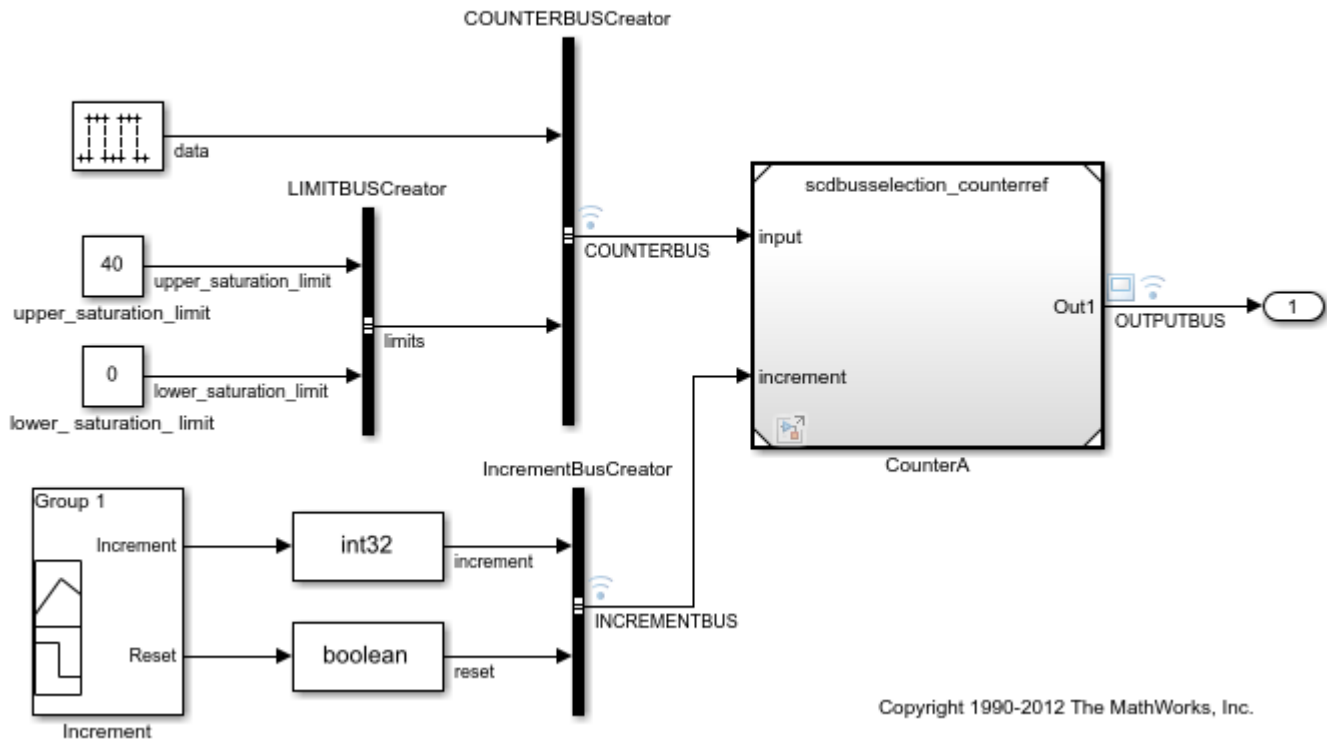 COUNTERBUSCreator
data
LIMITBUSCreator
40
upper_saturation_limit
upper_saturation_limit
0
lower_saturation_limit
lower_ saturation_ limit
limits
COUNTERBUS
scdbusselection_counterref
input
increment
Out1
CounterA
OUTPUTBUS
1
IncrementBusCreator
Group 1
Increment
Reset
Increment
int32
increment
boolean
reset
INCREMENTBUS
Copyright 1990-2012 The MathWorks, Inc.